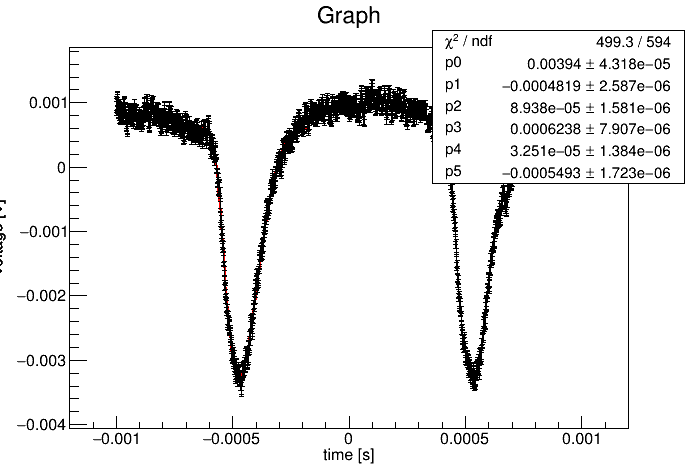 Graph
χ² / ndf 499.3 / 594
p0 0.00394 ± 4.318e−05
p1 −0.0004819 ± 2.587e−06
p2 8.938e−05 ± 1.581e−06
p3 0.0006238 ± 7.907e−06
p4 3.251e−05 ± 1.384e−06
p5 −0.0005493 ± 1.723e−06
0.001
0
−0.001
−0.002
−0.003
−0.004
−0.001 −0.0005 0 0.0005 0.001
time [s]